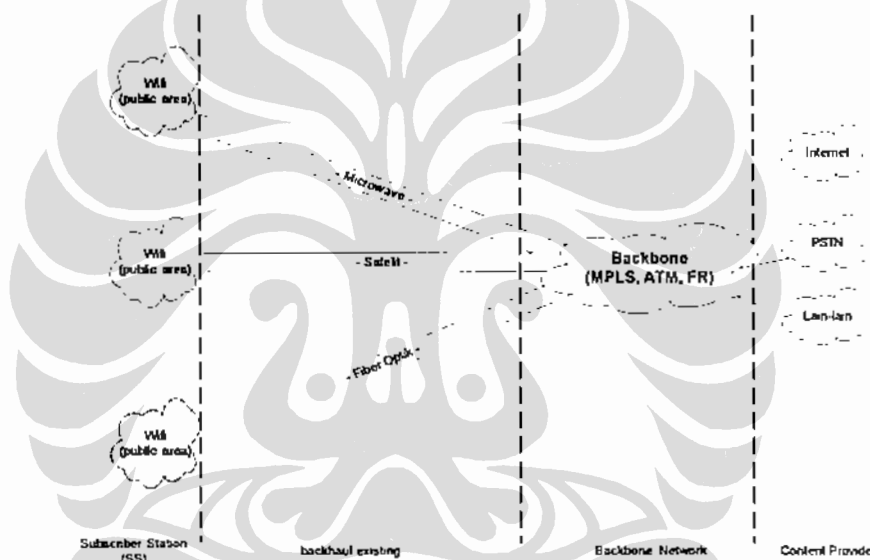 Wifi
(public area)
Microwave
Internet
Wifi
(public area)
- Satelit -
Backbone
(MPLS, ATM, FR)
PSTN
Lain-lain
- Fiber Optik
Wifi
(public area)
Subscriber Station
(SS)
backhaul existing
Backbone Network
Content Provide